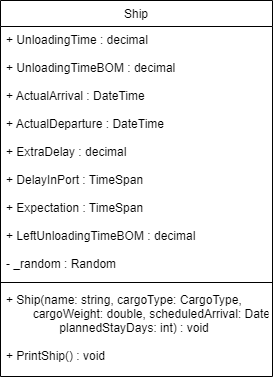 Ship
+ UnloadingTime : decimal
+ UnloadingTimeBOM : decimal
+ ActualArrival : DateTime
+ ActualDeparture : DateTime
+ ExtraDelay : decimal
+ DelayInPort : TimeSpan
+ Expectation : TimeSpan
+ LeftUnloadingTimeBOM : decimal
- _random : Random
+ Ship(name: string, cargoType: CargoType,
cargoWeight: double, scheduledArrival: Date
plannedStayDays: int) : void
+ PrintShip() : void